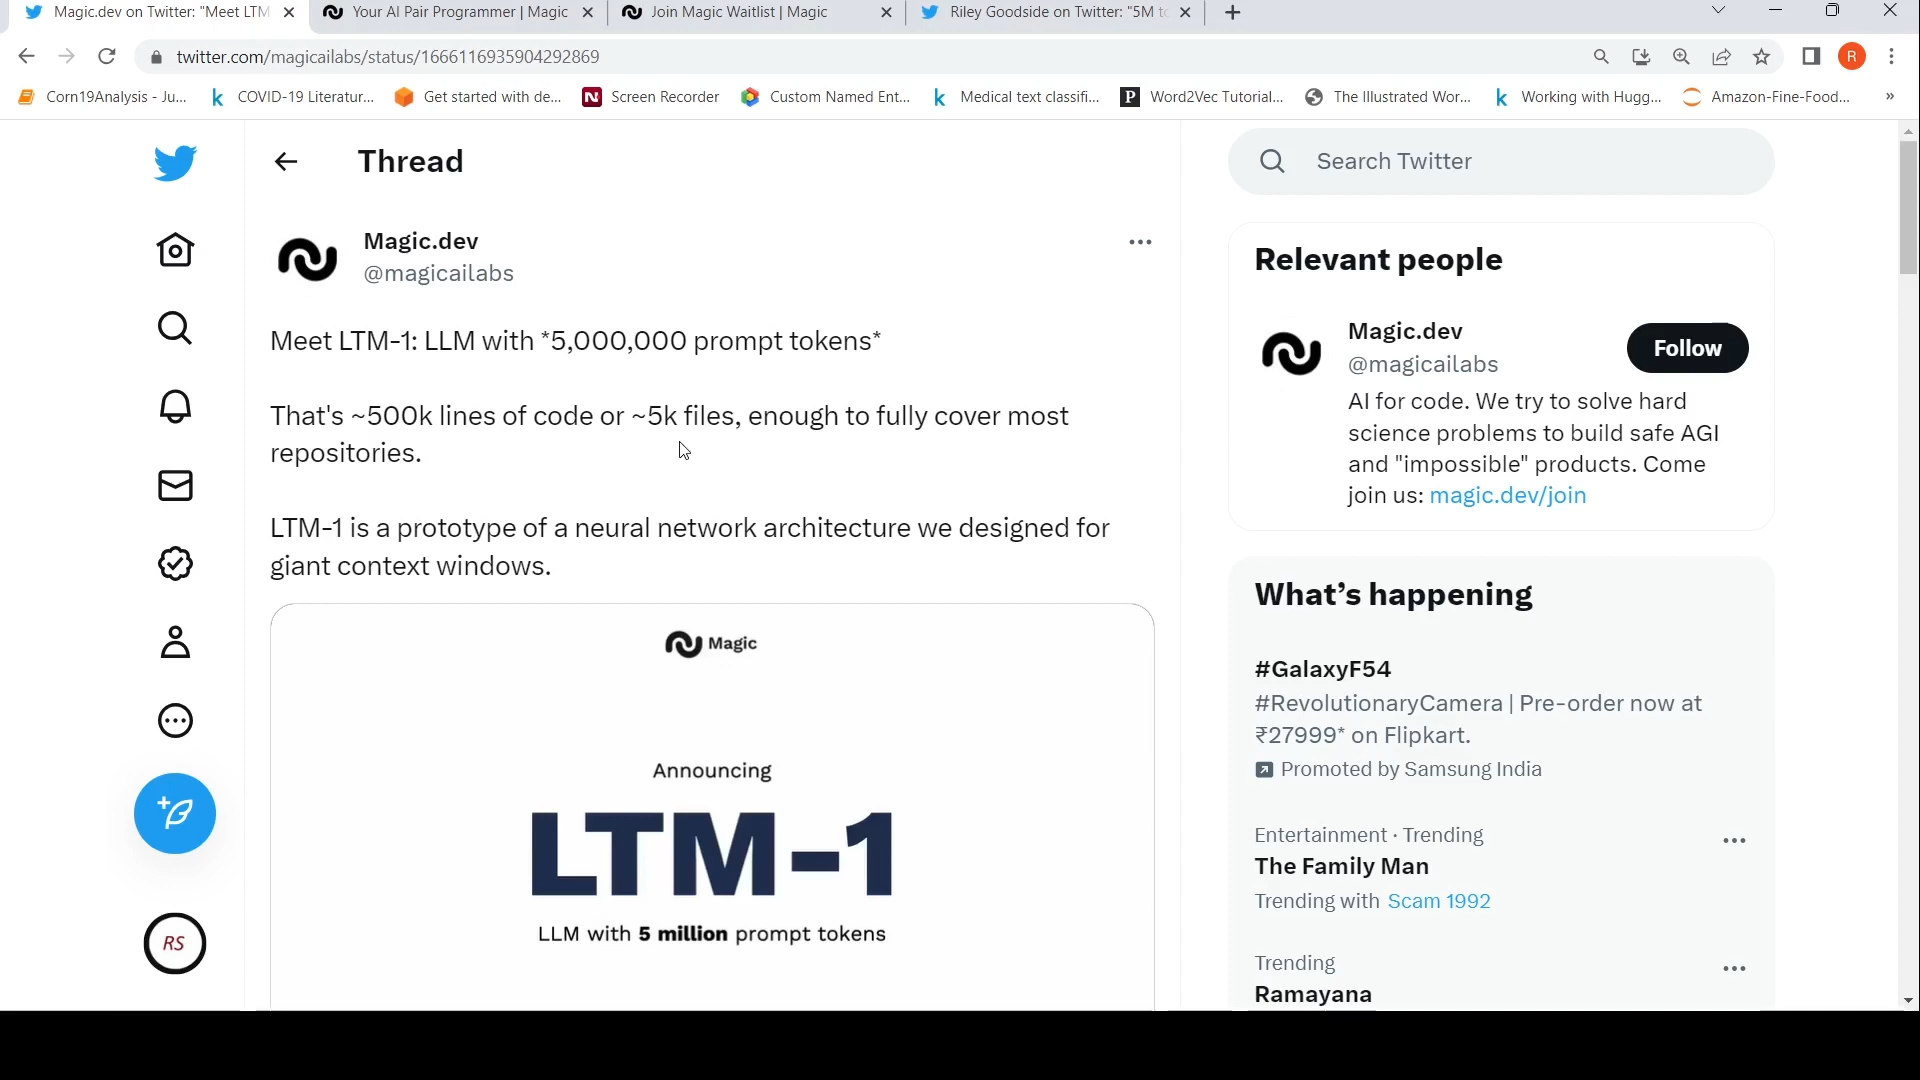 Magic.dev on Twitter: "Meet LTM
Your AI Pair Programmer | Magic
Join Magic Waitlist | Magic
Riley Goodside on Twitter: "5M to
twitter.com/magicailabs/status/1666116935904292869
R
Corn19Analysis - Ju...
COVID-19 Literatur...
Get started with de...
Screen Recorder
Custom Named Ent...
Medical text classifi...
Word2Vec Tutorial...
The Illustrated Wor...
Working with Hugg...
Amazon-Fine-Food...
»
Thread
Magic.dev
@magicailabs
Meet LTM-1: LLM with *5,000,000 prompt tokens*
That's ~500k lines of code or ~5k files, enough to fully cover most
repositories.
LTM-1 is a prototype of a neural network architecture we designed for
giant context windows.
Magic
Announcing
LTM-1
LLM with 5 million prompt tokens
RS
Search Twitter
Relevant people
Magic.dev
@magicailabs
Follow
AI for code. We try to solve hard
science problems to build safe AGI
and "impossible" products. Come
join us: magic.dev/join
What's happening
#GalaxyF54
#RevolutionaryCamera | Pre-order now at
₹27999* on Flipkart.
Promoted by Samsung India
Entertainment · Trending
The Family Man
Trending with Scam 1992
Trending
Ramayana